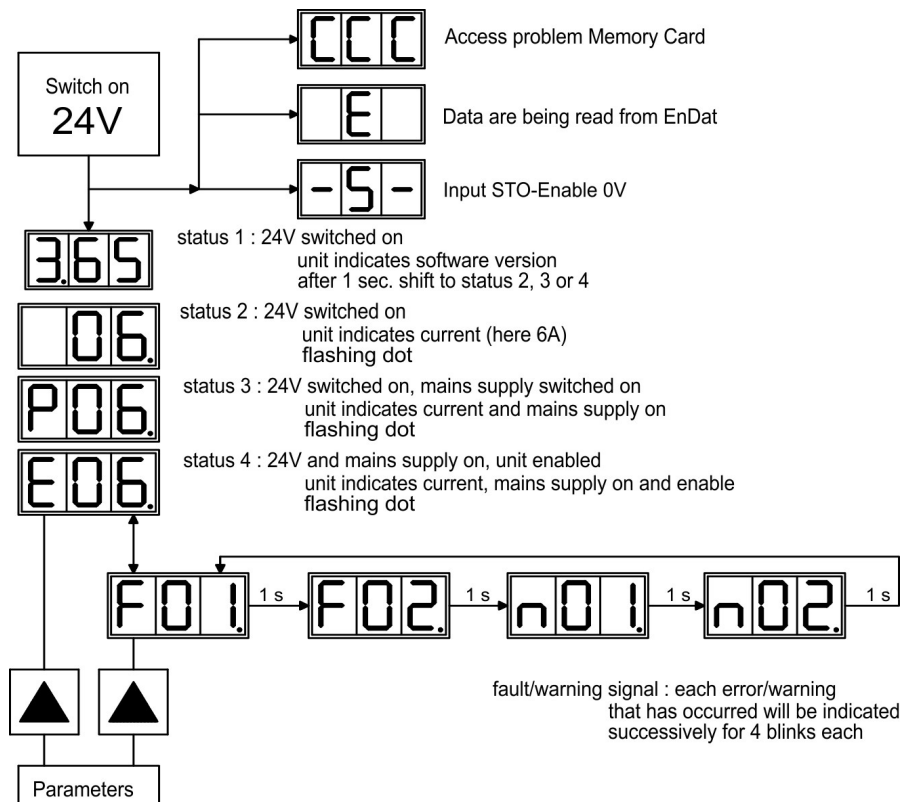 Switch on
24V
CCC
Access problem Memory Card
E
Data are being read from EnDat
-S-
Input STO-Enable 0V
3.65
status 1 : 24V switched on
unit indicates software version
after 1 sec. shift to status 2, 3 or 4
06.
status 2 : 24V switched on
unit indicates current (here 6A)
flashing dot
P06.
status 3 : 24V switched on, mains supply switched on
unit indicates current and mains supply on
flashing dot
E06.
status 4 : 24V and mains supply on, unit enabled
unit indicates current, mains supply on and enable
flashing dot
F01.
1 s
F02.
1 s
n01.
1 s
n02.
1 s
fault/warning signal : each error/warning
that has occurred will be indicated
successively for 4 blinks each
Parameters